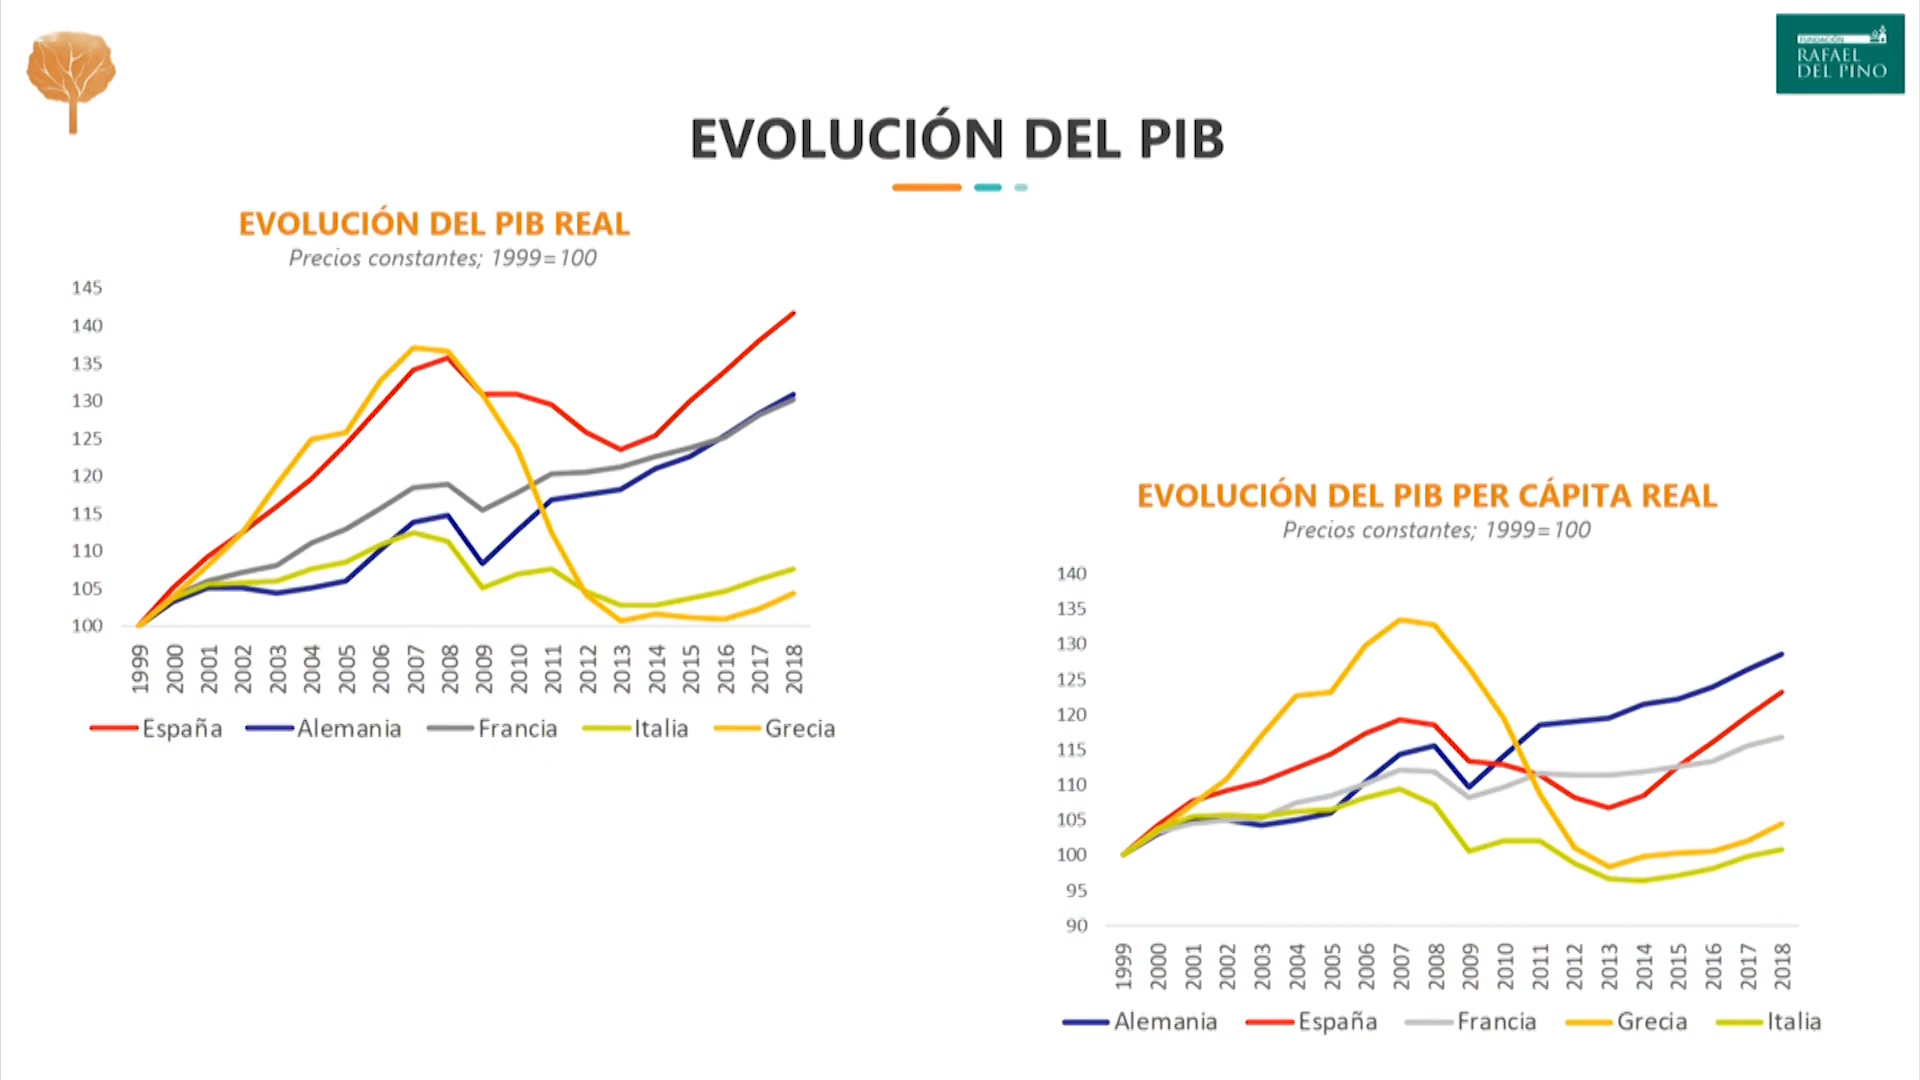 FUNDACIÓN
RAFAEL
DEL PINO
EVOLUCIÓN DEL PIB
EVOLUCIÓN DEL PIB REAL
Precios constantes; 1999=100
145
140
135
130
125
120
115
110
105
100
1999 2000 2001 2002 2003 2004 2005 2006 2007 2008 2009 2010 2011 2012 2013 2014 2015 2016 2017 2018
España Alemania Francia Italia Grecia
EVOLUCIÓN DEL PIB PER CÁPITA REAL
Precios constantes; 1999=100
140
135
130
125
120
115
110
105
100
95
90
1999 2000 2001 2002 2003 2004 2005 2006 2007 2008 2009 2010 2011 2012 2013 2014 2015 2016 2017 2018
Alemania España Francia Grecia Italia